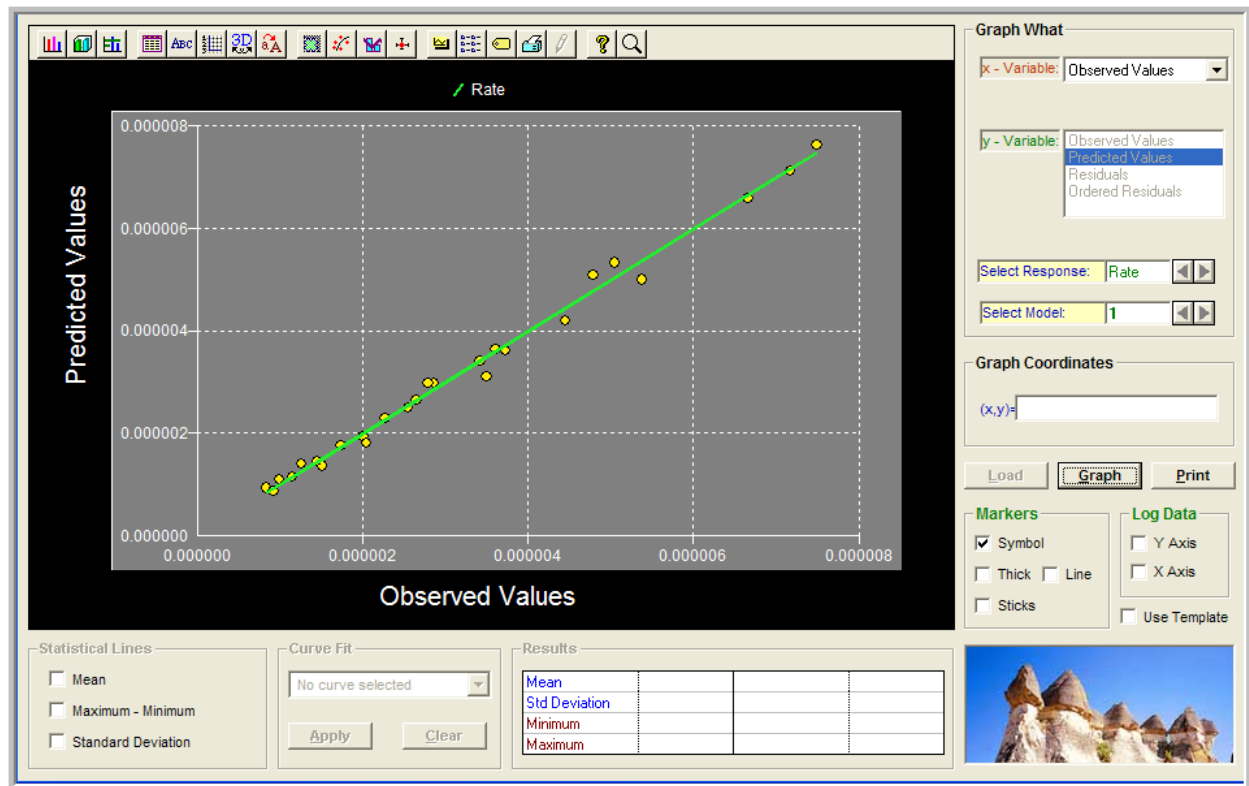 ABC
3D
Rate
0.000008
0.000006
0.000004
0.000002
0.000000
0.000000 0.000002 0.000004 0.000006 0.000008
Predicted Values
Observed Values
Graph What
x - Variable: Observed Values
y - Variable: Observed Values
Predicted Values
Residuals
Ordered Residuals
Select Response: Rate
Select Model: 1
Graph Coordinates
(x,y)=
Load Graph Print
Markers
Symbol
Thick Line
Sticks
Log Data
Y Axis
X Axis
Use Template
Statistical Lines
Mean
Maximum - Minimum
Standard Deviation
Curve Fit
No curve selected
Apply Clear
Results
Mean
Std Deviation
Minimum
Maximum